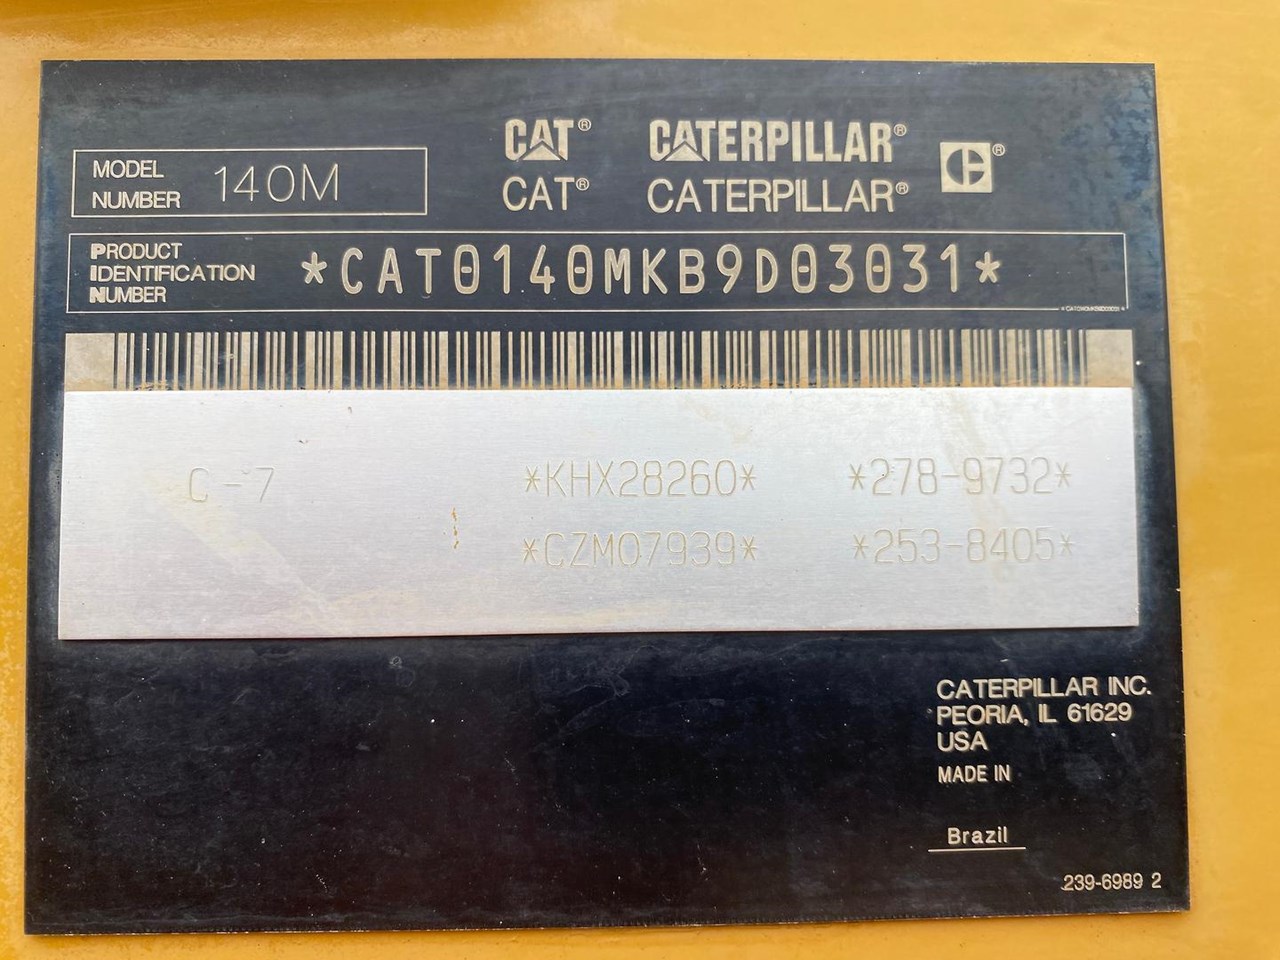 CAT® CATERPILLAR® C®
CAT® CATERPILLAR®
MODEL
NUMBER 140M
PRODUCT
IDENTIFICATION
NUMBER
*CAT0140MKB9D03031*
*CAT0140MKB9D03031*
C-7 *KHX28260* *278-9732*
*CZM07939* *253-8405*
CATERPILLAR INC.
PEORIA, IL 61629
USA
MADE IN
Brazil
239-6989 2